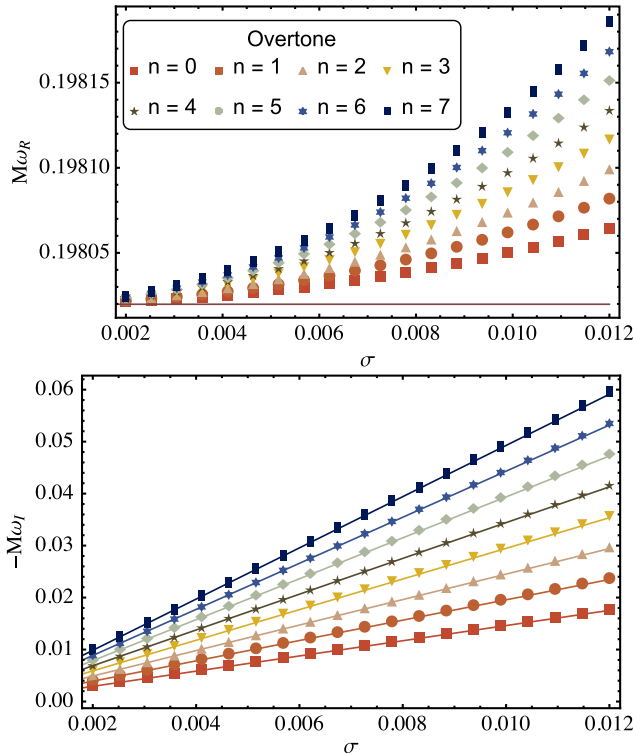 Overtone
n = 0 n = 1 n = 2 n = 3
n = 4 n = 5 n = 6 n = 7
MωR
0.19815
0.19810
0.19805
0.002 0.004 0.006 0.008 0.010 0.012
σ
-MωI
0.06
0.05
0.04
0.03
0.02
0.01
0.00
0.002 0.004 0.006 0.008 0.010 0.012
σ